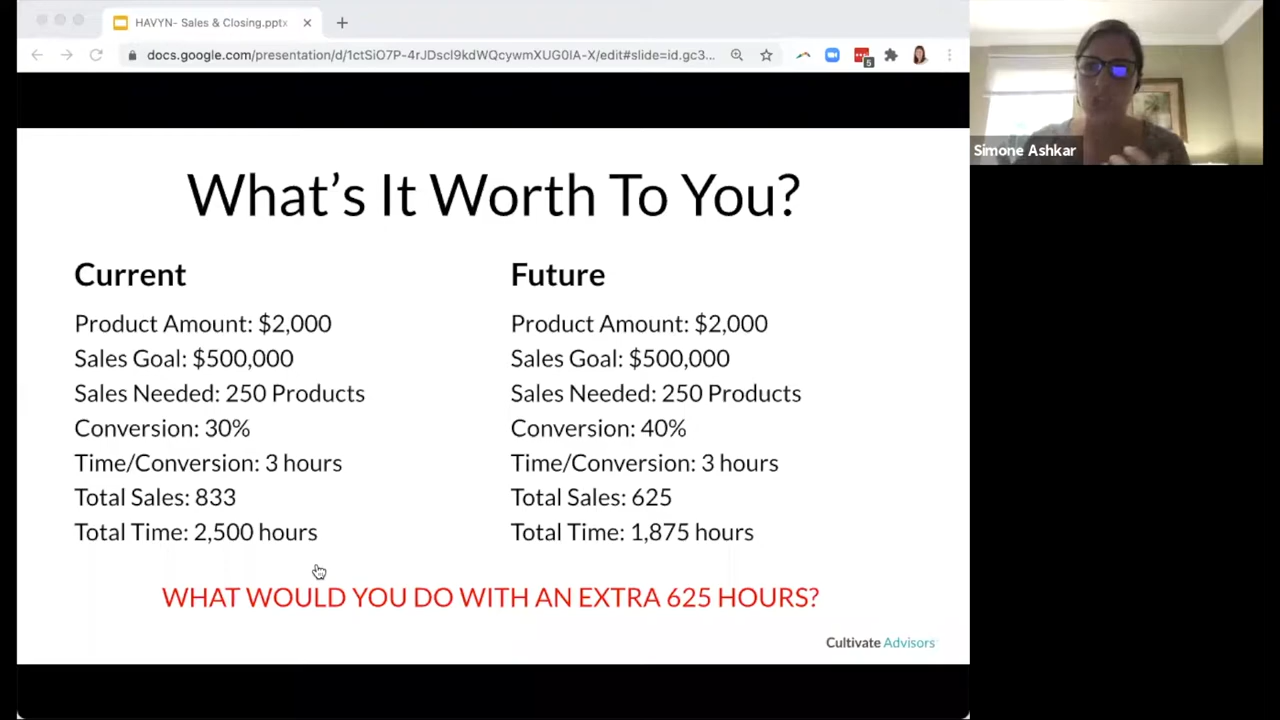 HAVYN- Sales & Closing.pptx
docs.google.com/presentation/d/1ctSiO7P-4rJDscI9kdWQcywmXUG0IA-X/edit#slide=id.gc3...
5
Simone Ashkar
What's It Worth To You?
Current
Product Amount: $2,000
Sales Goal: $500,000
Sales Needed: 250 Products
Conversion: 30%
Time/Conversion: 3 hours
Total Sales: 833
Total Time: 2,500 hours
Future
Product Amount: $2,000
Sales Goal: $500,000
Sales Needed: 250 Products
Conversion: 40%
Time/Conversion: 3 hours
Total Sales: 625
Total Time: 1,875 hours
WHAT WOULD YOU DO WITH AN EXTRA 625 HOURS?
Cultivate Advisors